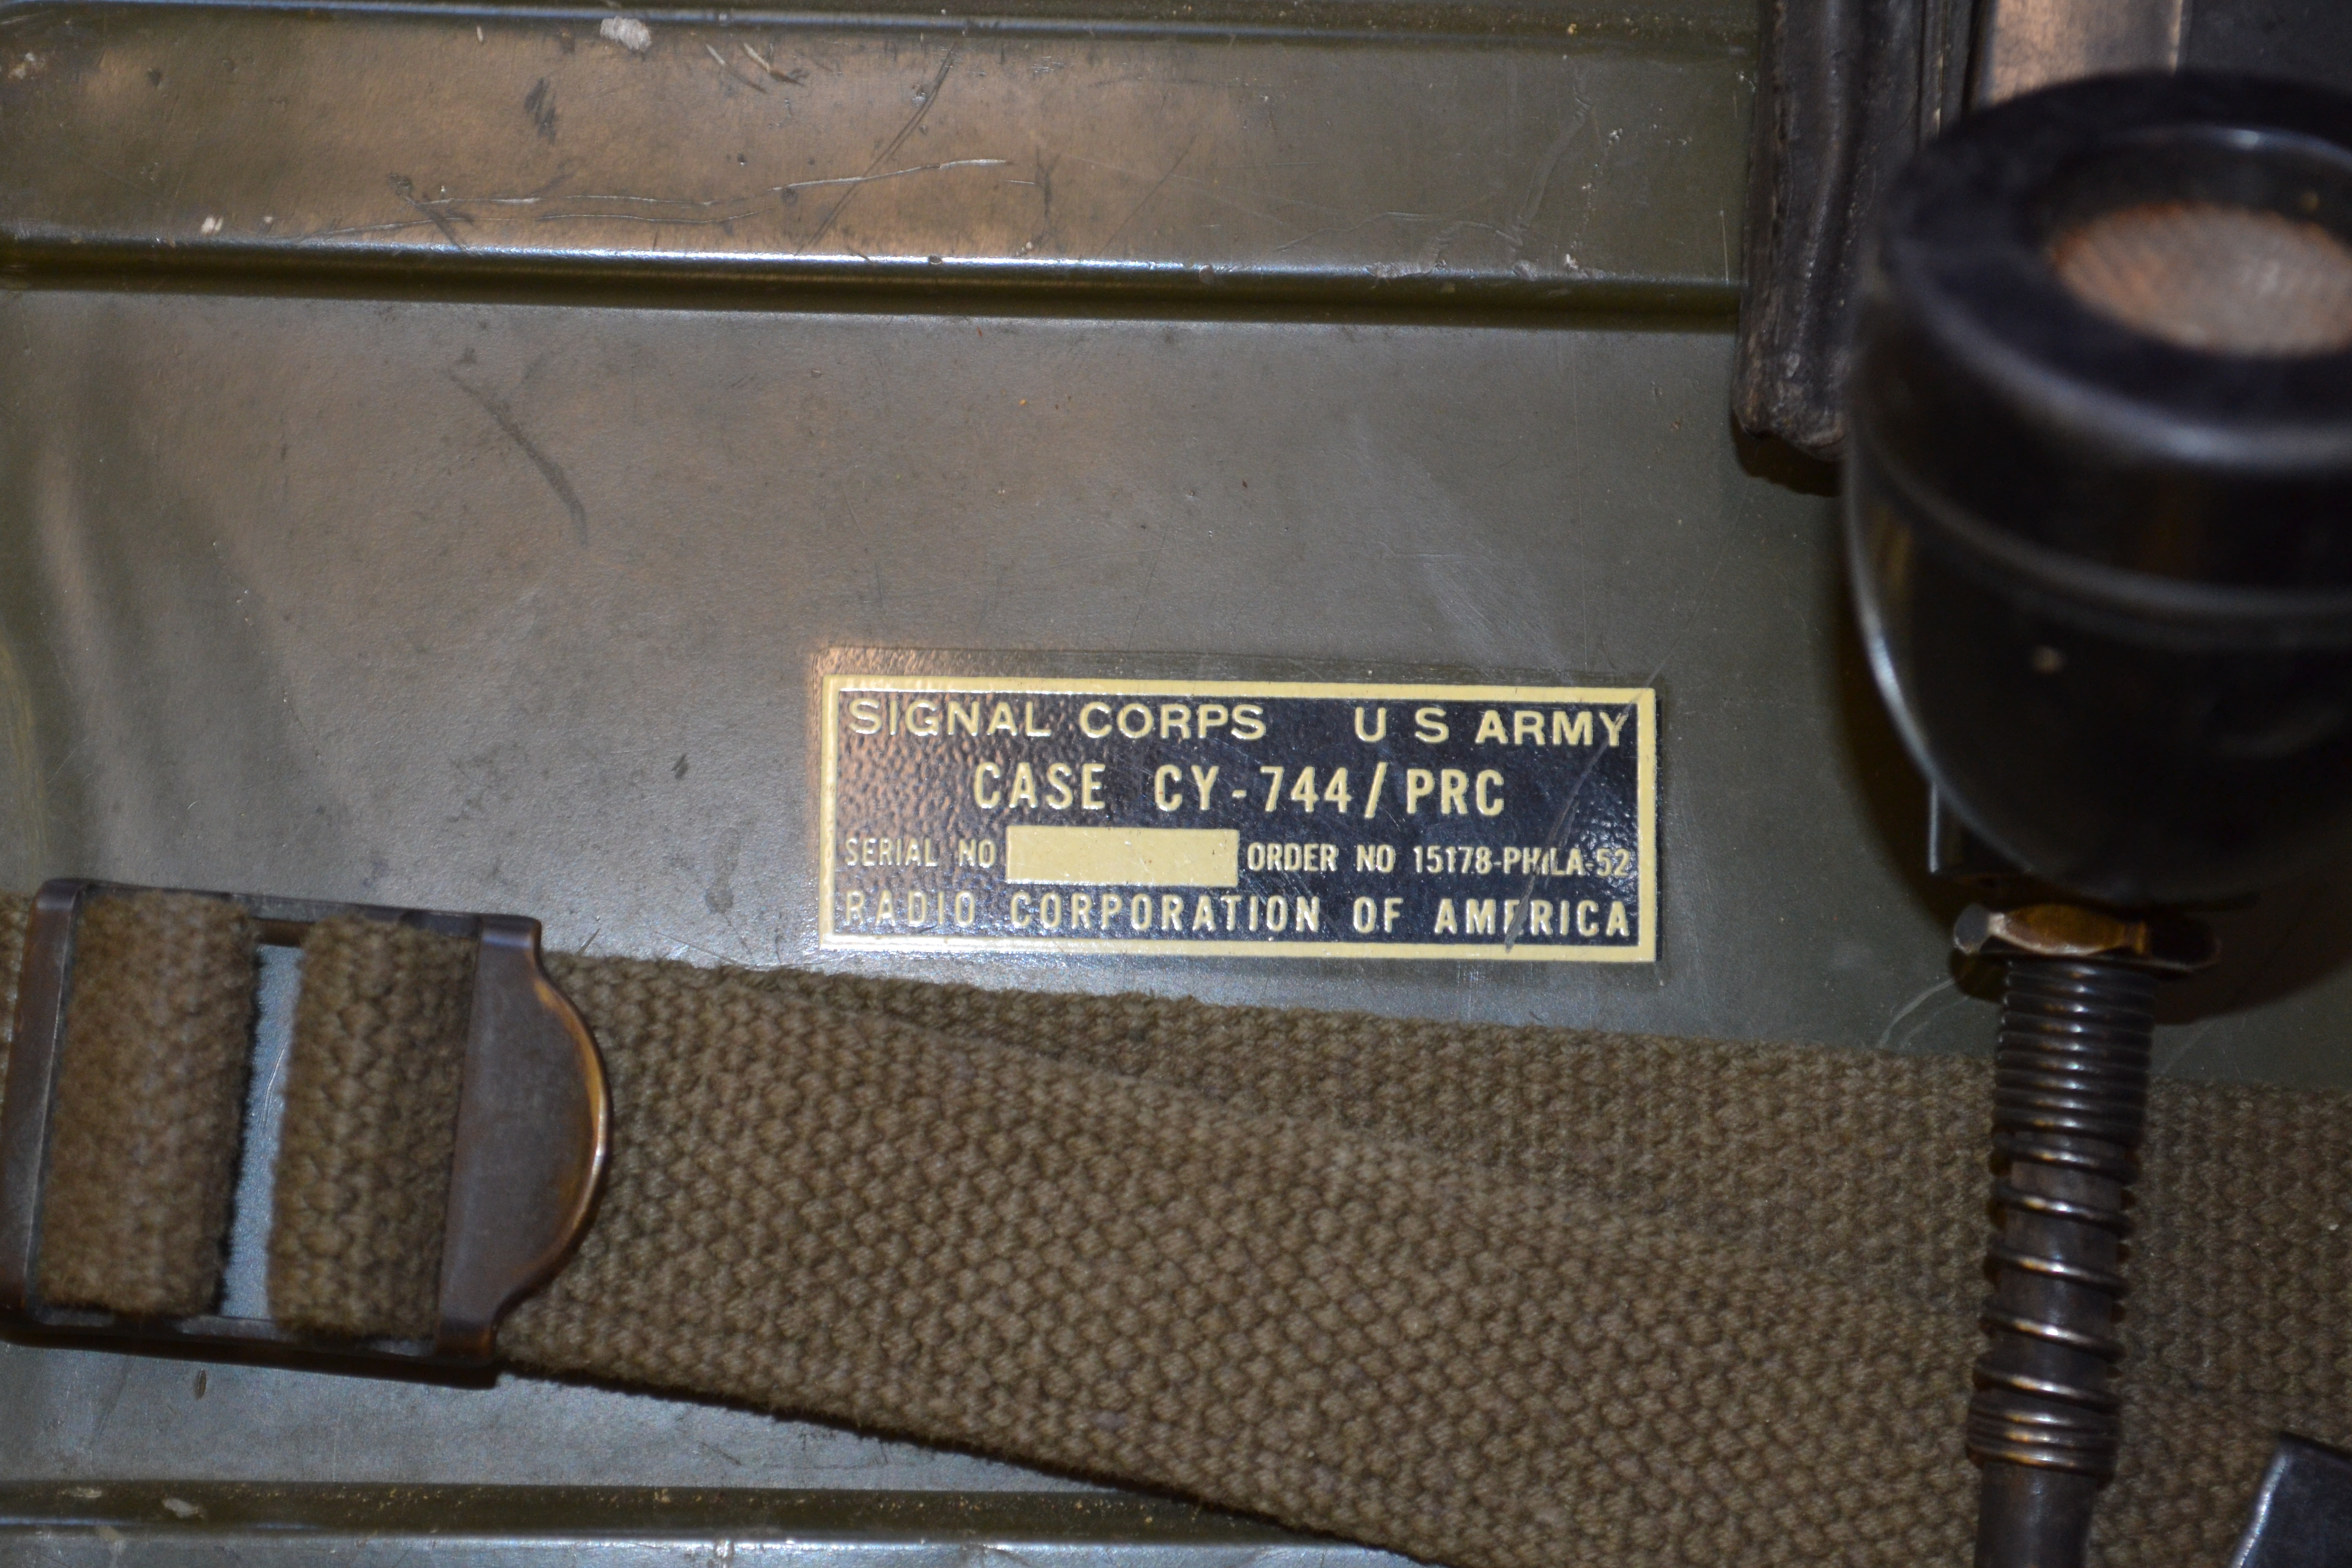 SIGNAL CORPS U S ARMY
CASE CY-744/PRC
SERIAL NO ORDER NO 15178-PHILA-52
RADIO CORPORATION OF AMERICA